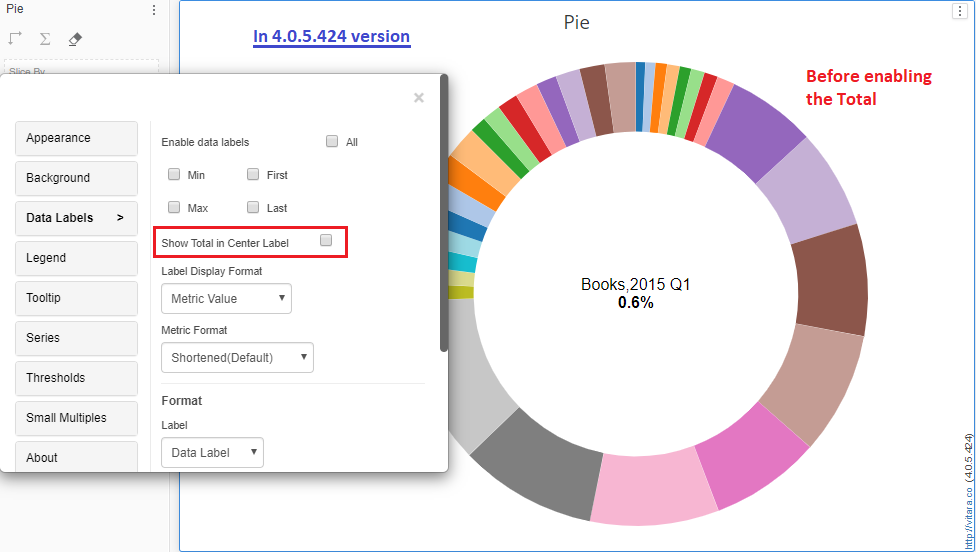 Pie
Slice By
×
Appearance
Background
Data Labels >
Legend
Tooltip
Series
Thresholds
Small Multiples
About
Enable data labels
All
Min
First
Max
Last
Show Total in Center Label
Label Display Format
Metric Value
Metric Format
Shortened(Default)
Format
Label
Data Label
In 4.0.5.424 version
Pie
Before enabling
the Total
Books,2015 Q1
0.6%
http://vitara.co (4.0.5.424)